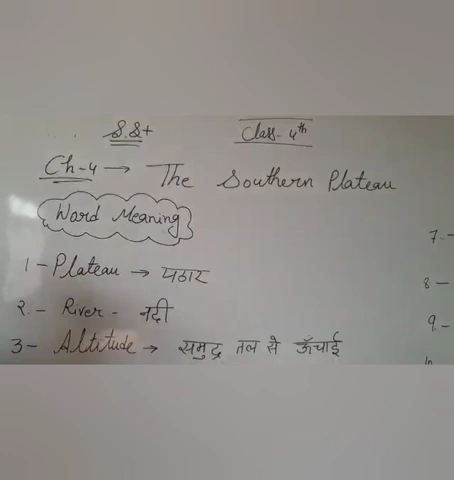 S.St
Class-4th
Ch-4 → The Southern Plateau
Word Meaning
1- Plateau → पठार
2.- River - नदी
3- Altitude → समुद्र तल से ऊँचाई
7.-
8-
9.-